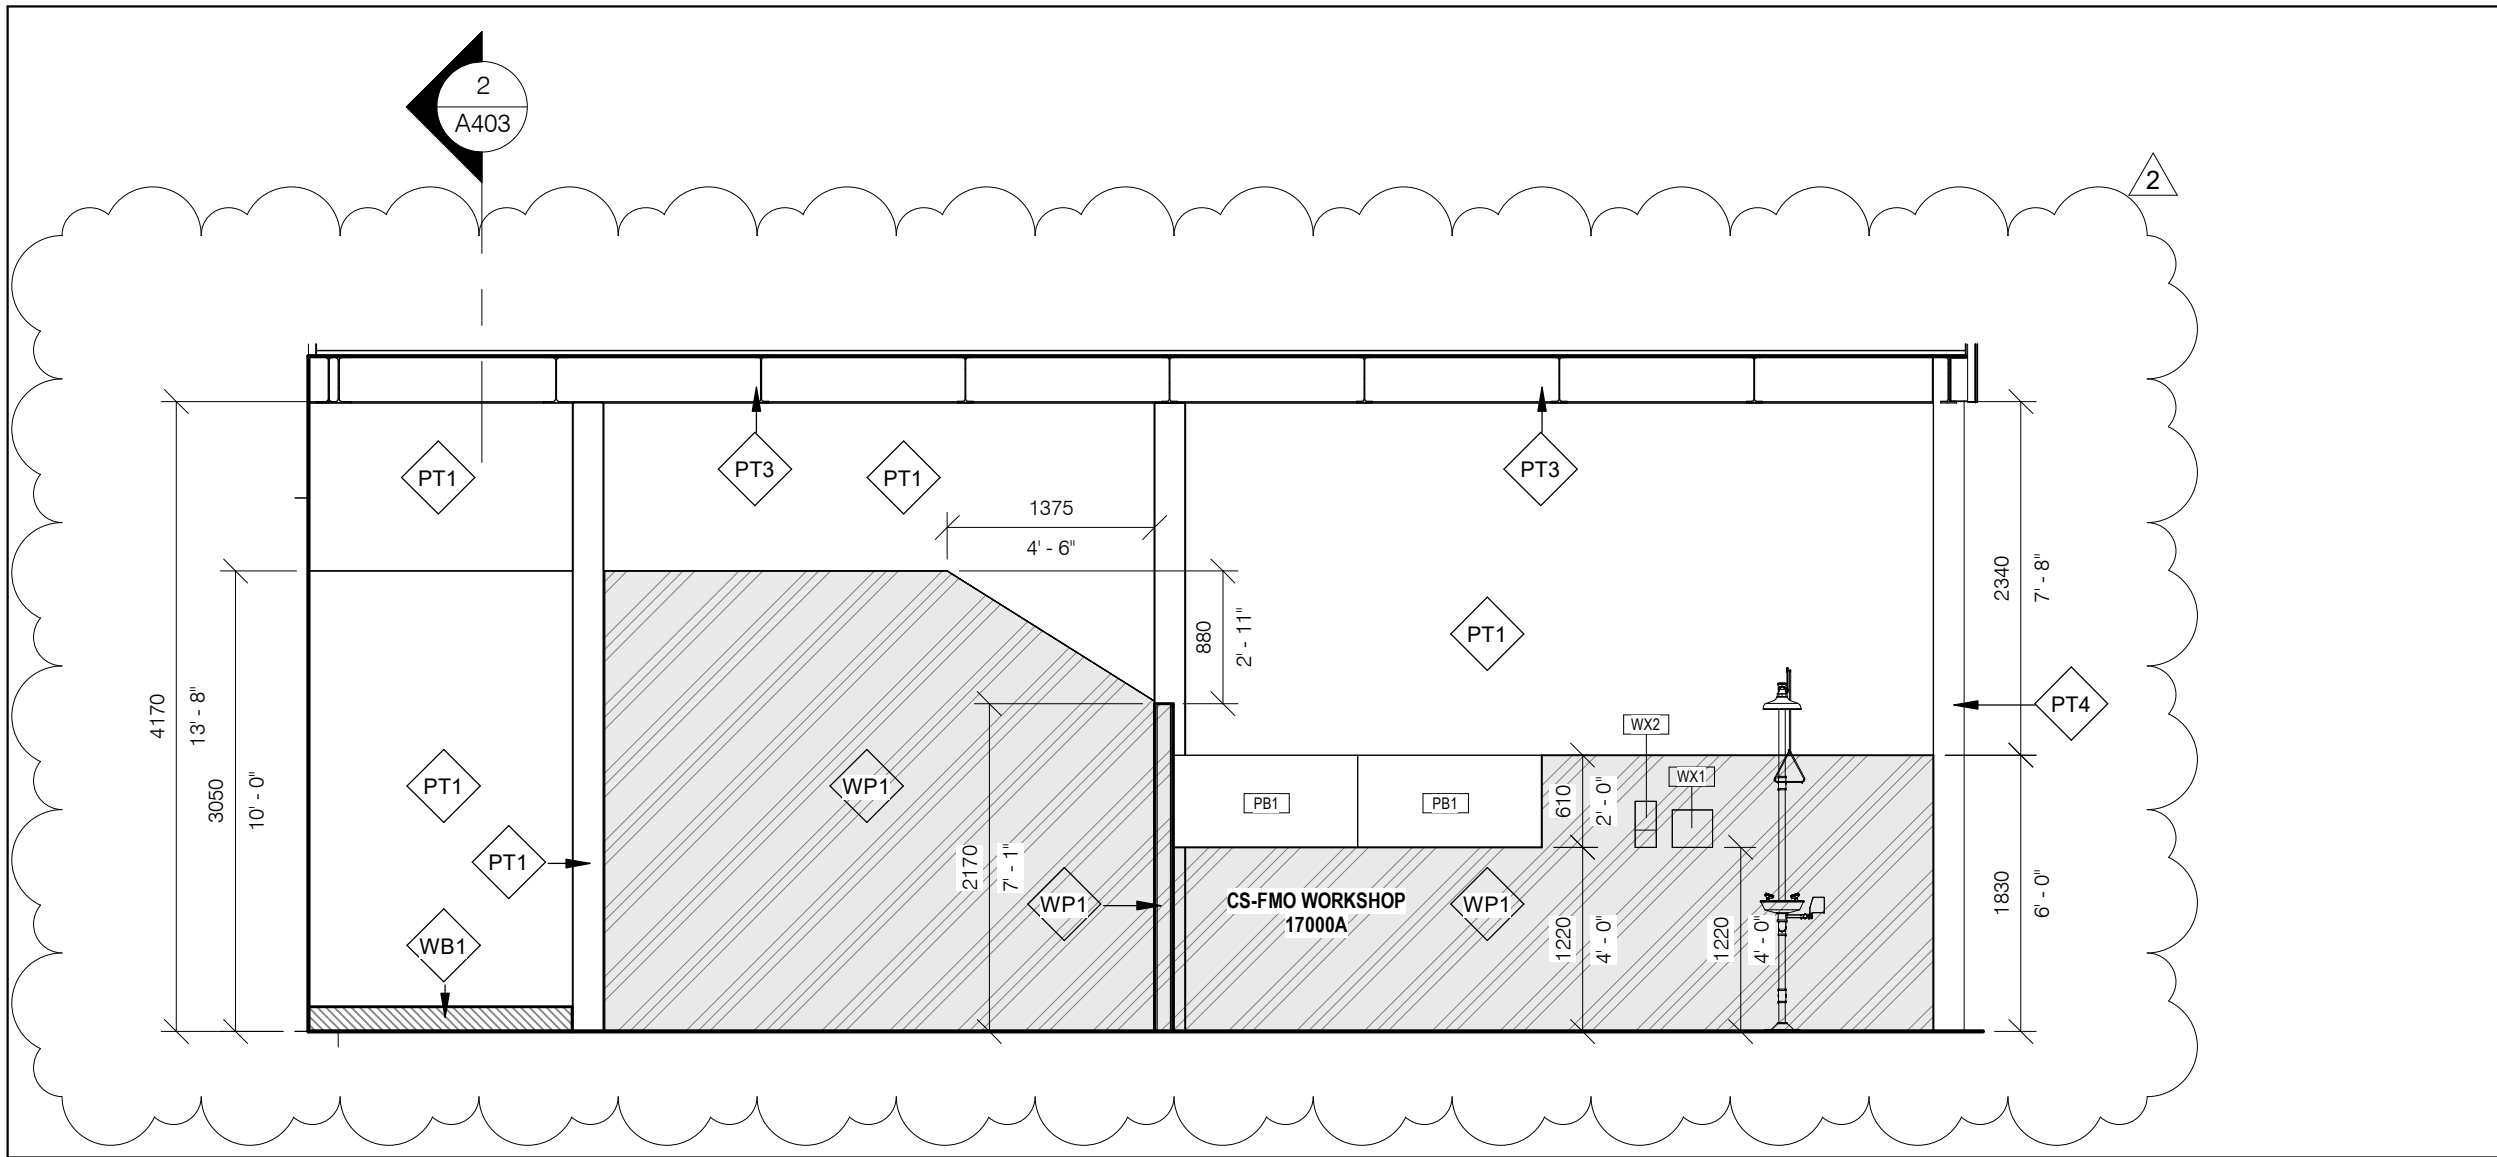 2
A403
2
PT1
PT3
PT1
PT3
1375
4' - 6"
880
2' - 11"
PT1
2340
7' - 8"
4170
13' - 8"
3050
10' - 0"
PT4
WX2
WX1
PT1
WP1
PB1
PB1
610
2' - 0"
PT1
2170
7' - 1"
WP1
CS-FMO WORKSHOP
17000A
WP1
1220
4' - 0"
1220
4' - 0"
1830
6' - 0"
WB1